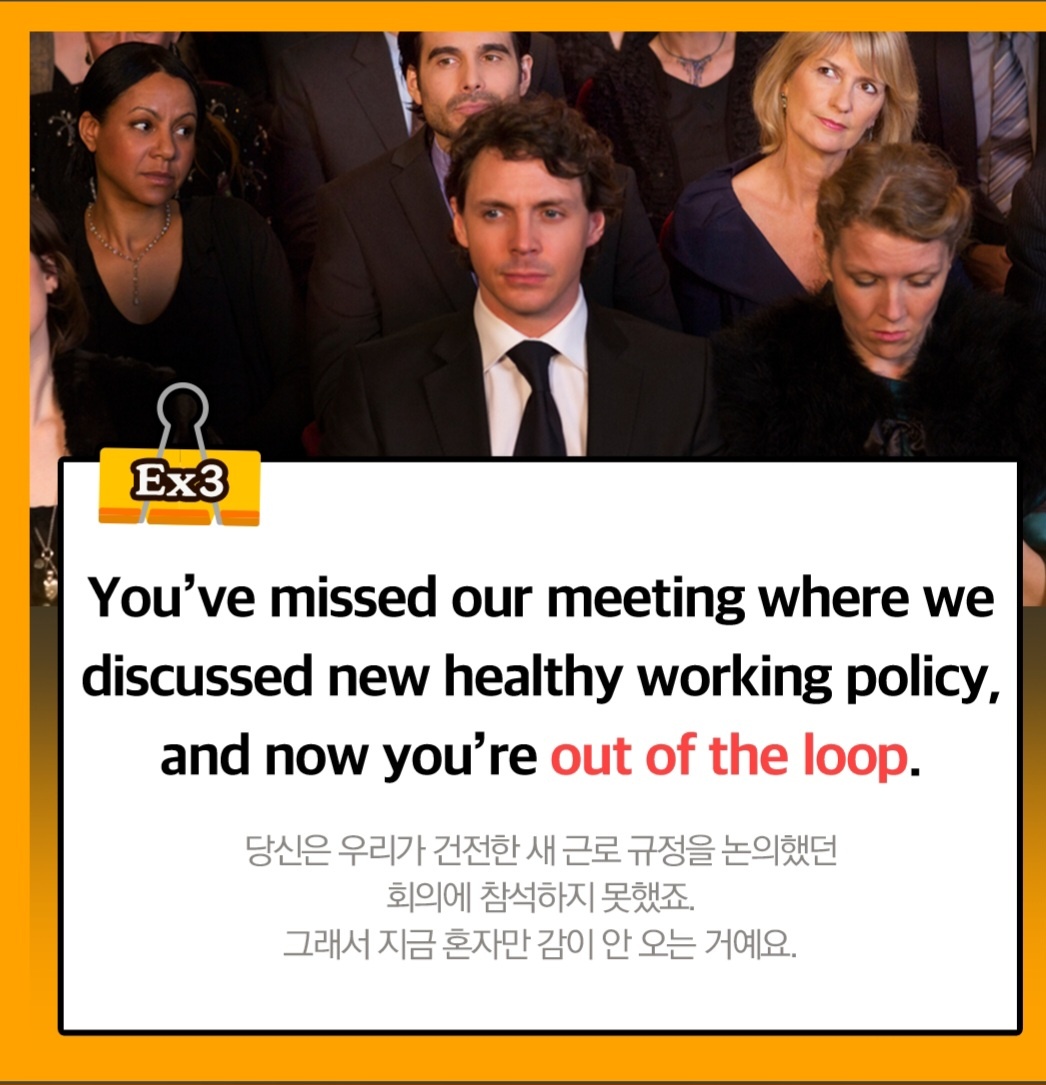 Ex3
You’ve missed our meeting where we
discussed new healthy working policy,
and now you’re out of the loop.
당신은 우리가 건전한 새 근로 규정을 논의했던
회의에 참석하지 못했죠.
그래서 지금 혼자만 감이 안 오는 거예요.